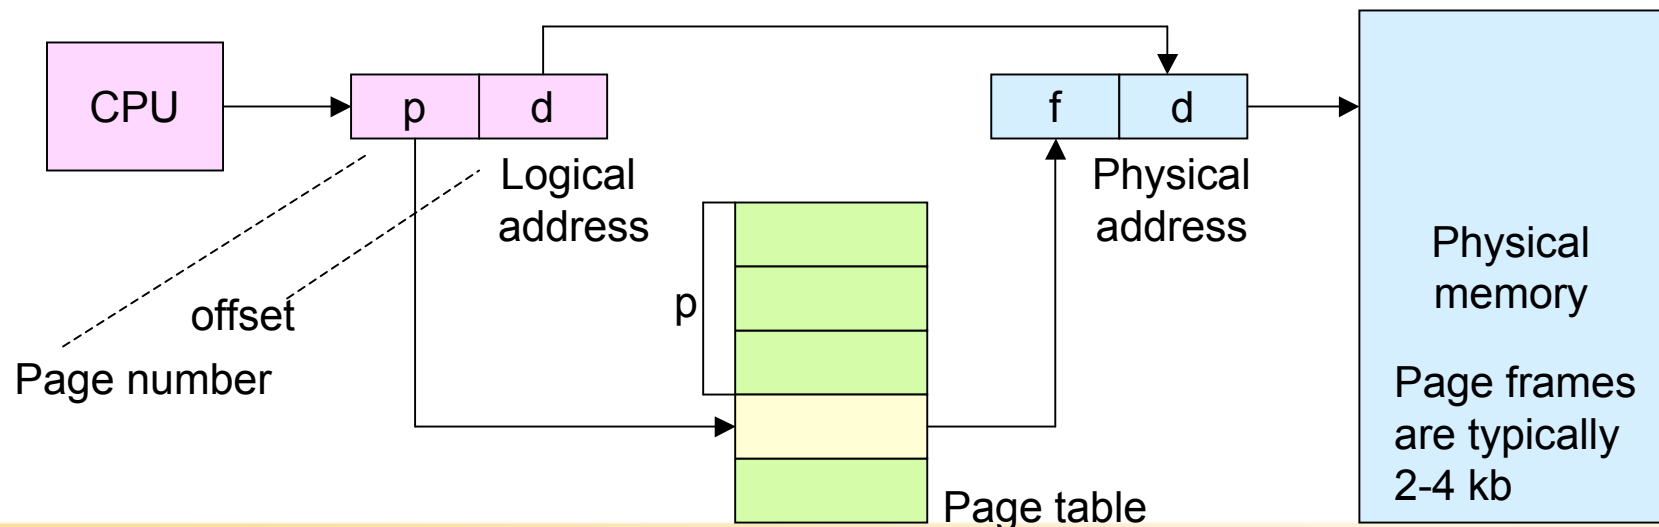 CPU
p
d
f
d
Logical
address
Physical
address
Physical
memory
offset
p
Page number
Page frames
are typically
2-4 kb
Page table